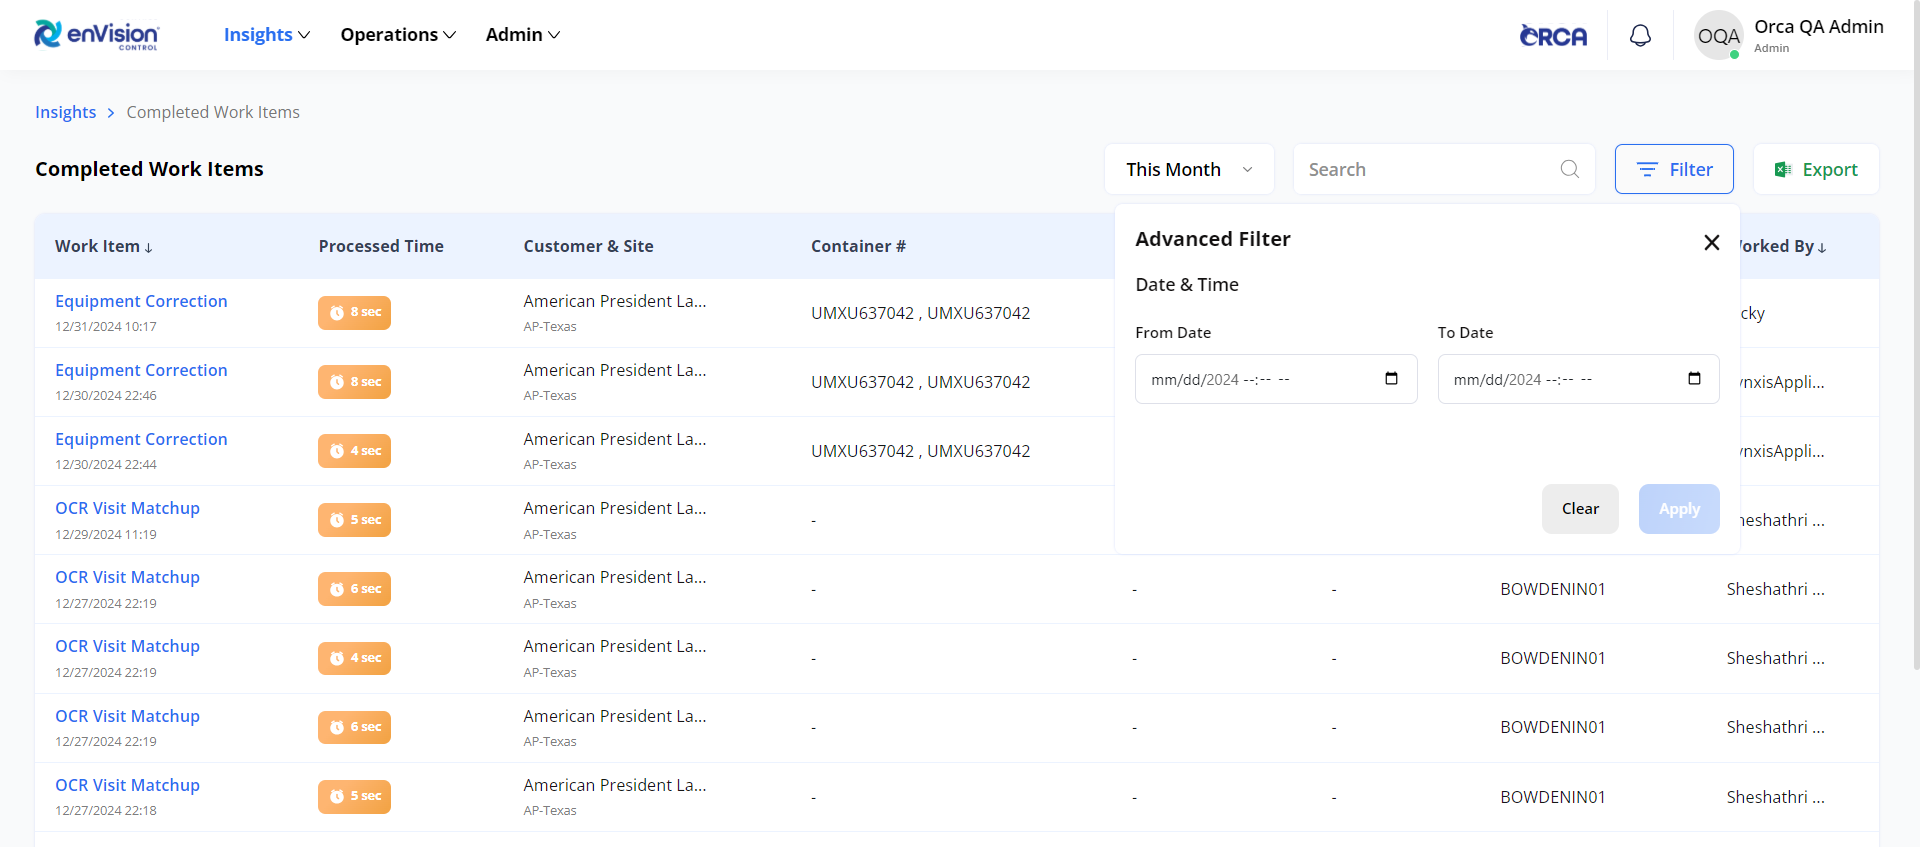 enVision
CONTROL
Insights
Operations
Admin
ORCA
OQA
Orca QA Admin
Admin
Insights > Completed Work Items
Completed Work Items
This Month
Search
Filter
Export
Work Item ↓ Processed Time Customer & Site Container # orked By ↓
Equipment Correction
12/31/2024 10:17
8 sec
American President La...
AP-Texas
UMXU637042 , UMXU637042
cky
Equipment Correction
12/30/2024 22:46
8 sec
American President La...
AP-Texas
UMXU637042 , UMXU637042
ynxisAppli...
Equipment Correction
12/30/2024 22:44
4 sec
American President La...
AP-Texas
UMXU637042 , UMXU637042
ynxisAppli...
OCR Visit Matchup
12/29/2024 11:19
5 sec
American President La...
AP-Texas
-
heshathri ...
OCR Visit Matchup
12/27/2024 22:19
6 sec
American President La...
AP-Texas
- - - BOWDENIN01 Sheshathri ...
OCR Visit Matchup
12/27/2024 22:19
4 sec
American President La...
AP-Texas
- - - BOWDENIN01 Sheshathri ...
OCR Visit Matchup
12/27/2024 22:19
6 sec
American President La...
AP-Texas
- - - BOWDENIN01 Sheshathri ...
OCR Visit Matchup
12/27/2024 22:18
5 sec
American President La...
AP-Texas
- - - BOWDENIN01 Sheshathri ...
Advanced Filter
Date & Time
From Date
To Date
mm/dd/2024 --:-- --
mm/dd/2024 --:-- --
Clear
Apply